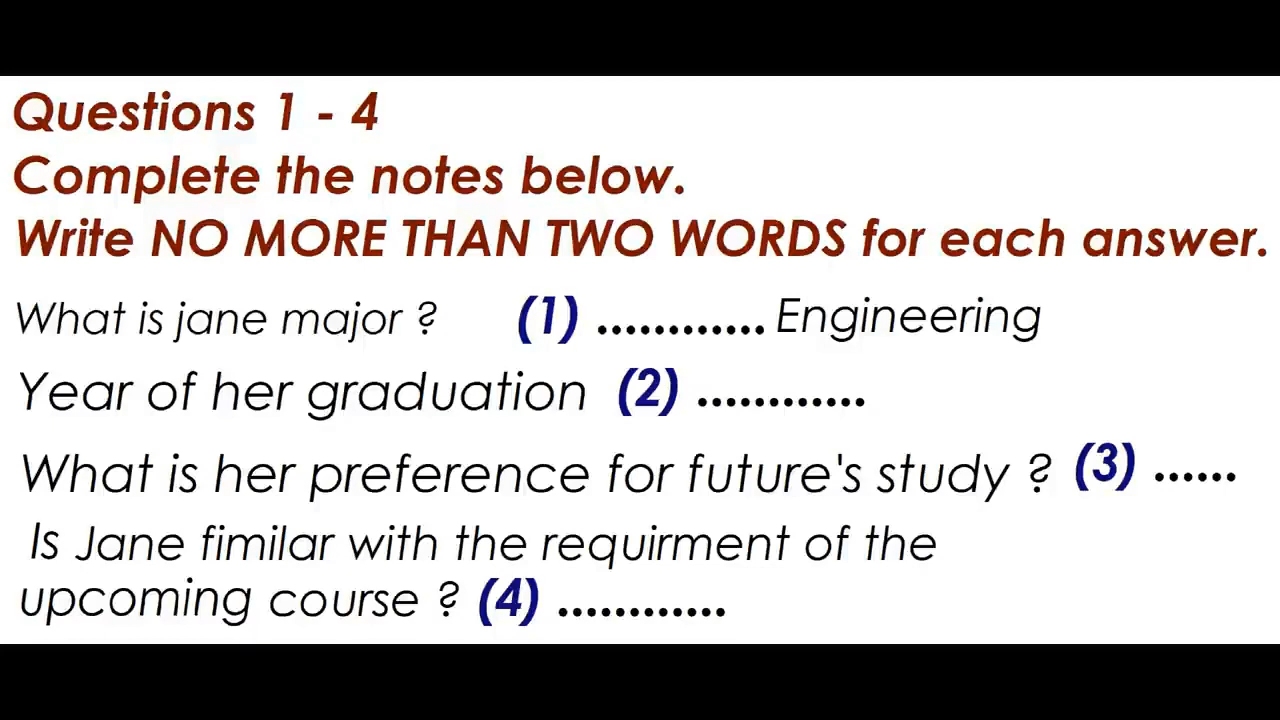 Questions 1 - 4
Complete the notes below.
Write NO MORE THAN TWO WORDS for each answer.
What is jane major ? (1) ............ Engineering
Year of her graduation (2) ............
What is her preference for future's study ? (3) ......
Is Jane fimilar with the requirment of the
upcoming course ? (4) ............